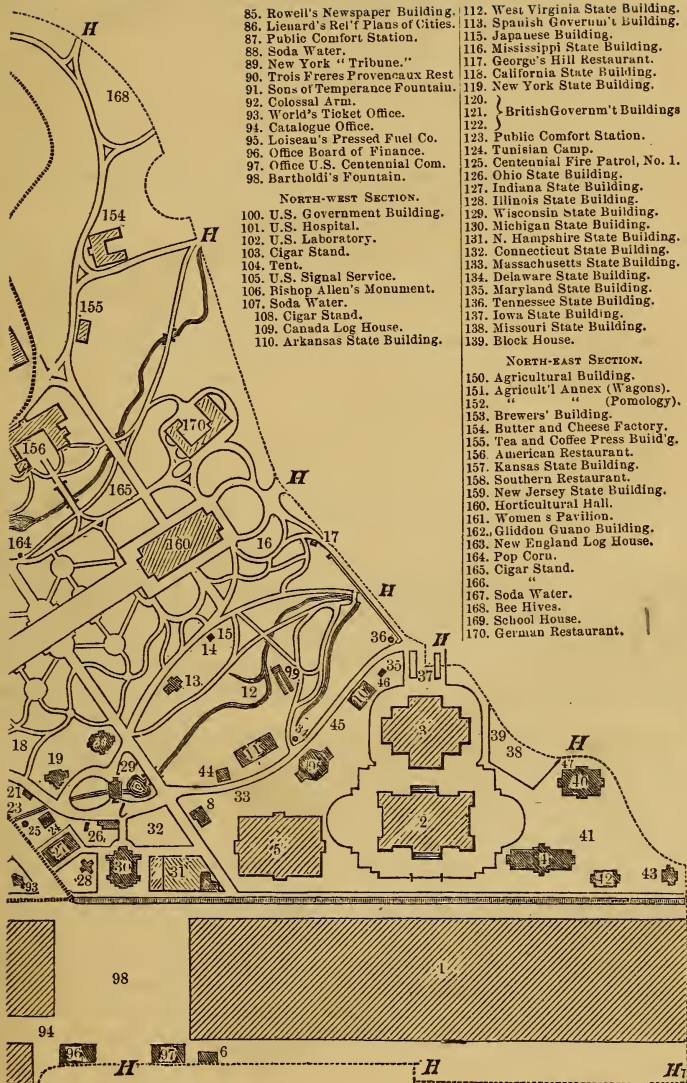 85. Rowell's Newspaper Building.
86. Lienard's Rel'f Plans of Cities.
87. Public Comfort Station.
88. Soda Water.
89. New York "Tribune."
90. Trois Freres Provencaux Rest
91. Sons of Temperance Fountain.
92. Colossal Arm.
93. World's Ticket Office.
94. Catalogue Office.
95. Loiseau's Pressed Fuel Co.
96. Office Board of Finance.
97. Office U.S. Centennial Com.
98. Bartholdi's Fountain.
NORTH-WEST SECTION.
100. U.S. Government Building.
101. U.S. Hospital.
102. U.S. Laboratory.
103. Cigar Stand.
104. Tent.
105. U.S. Signal Service.
106. Bishop Allen's Monument.
107. Soda Water.
108. Cigar Stand.
109. Canada Log House.
110. Arkansas State Building.
112. West Virginia State Building.
113. Spanish Governm't Building.
115. Japanese Building.
116. Mississippi State Building.
117. George's Hill Restaurant.
118. California State Building.
119. New York State Building.
120.
121. } British Governm't Buildings
122.
123. Public Comfort Station.
124. Tunisian Camp.
125. Centennial Fire Patrol, No. 1.
126. Ohio State Building.
127. Indiana State Building.
128. Illinois State Building.
129. Wisconsin State Building.
130. Michigan State Building.
131. N. Hampshire State Building.
132. Connecticut State Building.
133. Massachusetts State Building.
134. Delaware State Building.
135. Maryland State Building.
136. Tennessee State Building.
137. Iowa State Building.
138. Missouri State Building.
139. Block House.
NORTH-EAST SECTION.
150. Agricultural Building.
151. Agricult'l Annex (Wagons).
152. " " (Pomology).
153. Brewers' Building.
154. Butter and Cheese Factory.
155. Tea and Coffee Press Build'g.
156. American Restaurant.
157. Kansas State Building.
158. Southern Restaurant.
159. New Jersey State Building.
160. Horticultural Hall.
161. Women s Pavilion.
162. Gliddon Guano Building.
163. New England Log House.
164. Pop Corn.
165. Cigar Stand.
166. "
167. Soda Water.
168. Bee Hives.
169. School House.
170. German Restaurant.
H
168
154
H
155
170
156
H
165
164
160
16
17
H
15
14
36
H
35
37
46
13
12
99
10
45
3
39
38
H
18
19
34
11
47
40
29
44
21
33
23
8
25
24
26
32
2
41
27
5
4
28
30
31
42
43
93
98
1
94
96
97
6
H
H
H
7